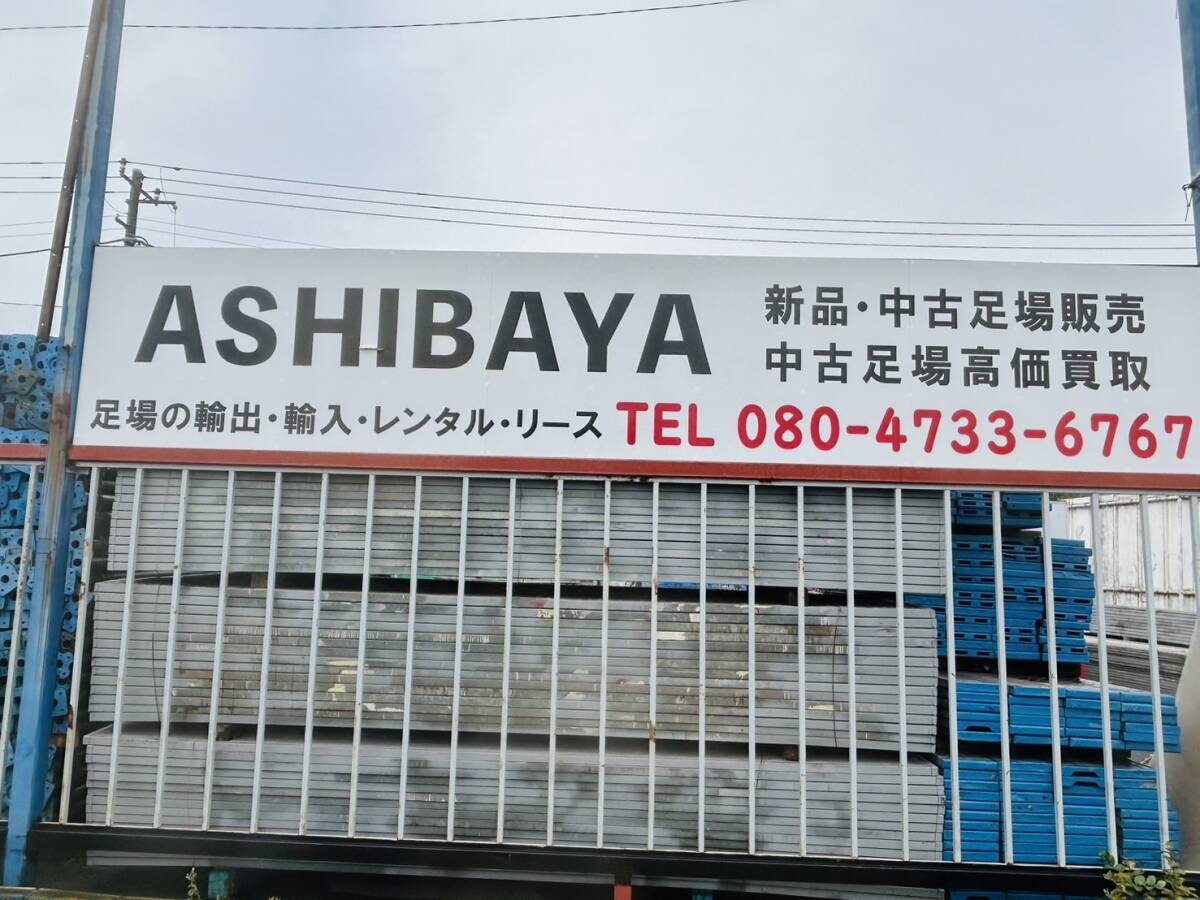 ASHIBAYA
新品・中古足場販売
中古足場高価買取
足場の輸出・輸入・レンタル・リース TEL 080-4733-6767